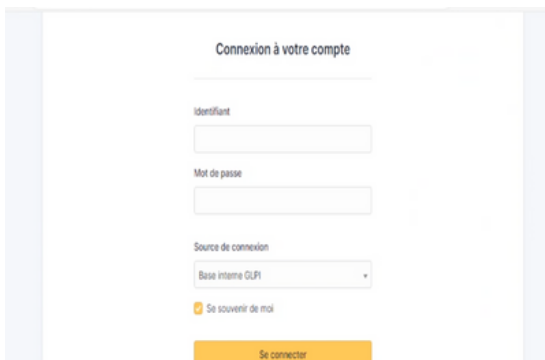 Connexion à votre compte
Identifiant
Mot de passe
Source de connexion
Base interne GLPI
Se souvenir de moi
Se connecter